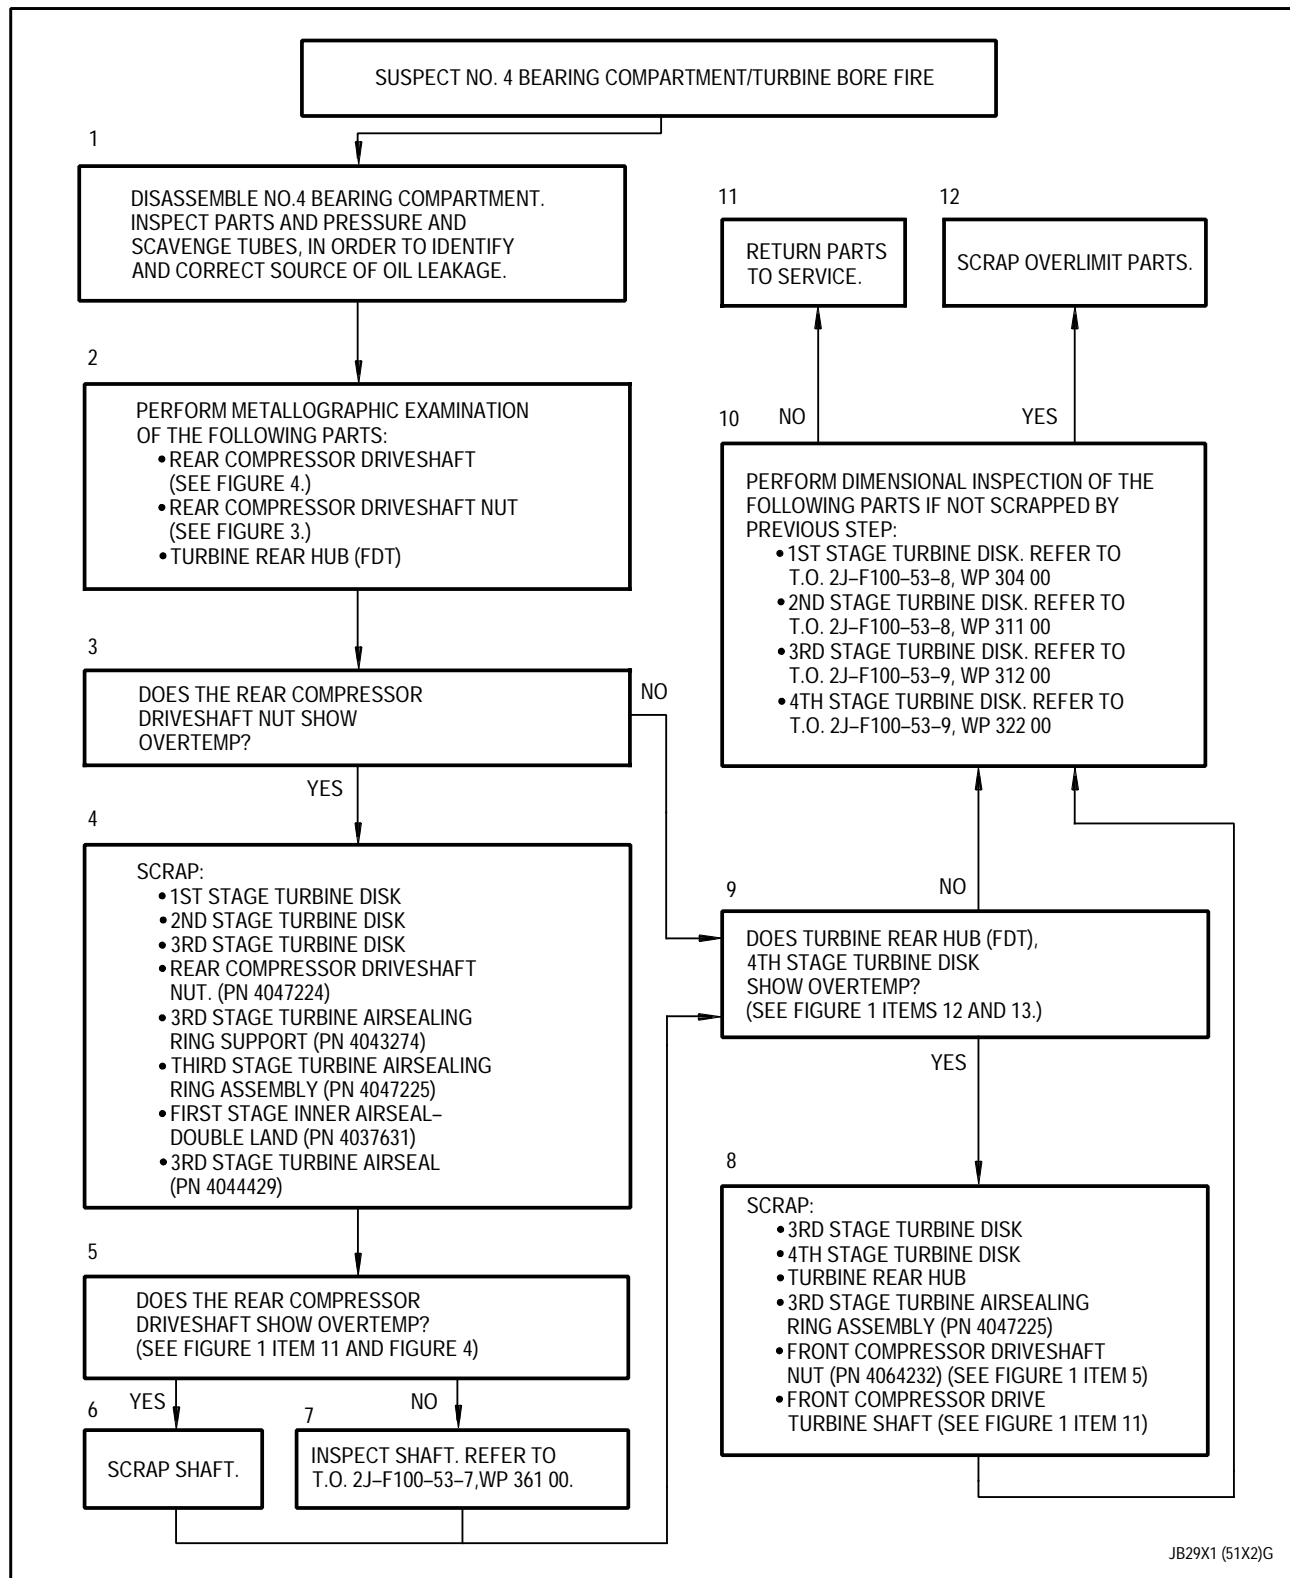 SUSPECT NO. 4 BEARING COMPARTMENT/TURBINE BORE FIRE
1
DISASSEMBLE NO.4 BEARING COMPARTMENT.
INSPECT PARTS AND PRESSURE AND
SCAVENGE TUBES, IN ORDER TO IDENTIFY
AND CORRECT SOURCE OF OIL LEAKAGE.
2
PERFORM METALLOGRAPHIC EXAMINATION
OF THE FOLLOWING PARTS:
•REAR COMPRESSOR DRIVESHAFT
(SEE FIGURE 4.)
•REAR COMPRESSOR DRIVESHAFT NUT
(SEE FIGURE 3.)
•TURBINE REAR HUB (FDT)
3
DOES THE REAR COMPRESSOR
DRIVESHAFT NUT SHOW
OVERTEMP?
NO
YES
4
SCRAP:
•1ST STAGE TURBINE DISK
•2ND STAGE TURBINE DISK
•3RD STAGE TURBINE DISK
•REAR COMPRESSOR DRIVESHAFT
NUT. (PN 4047224)
•3RD STAGE TURBINE AIRSEALING
RING SUPPORT (PN 4043274)
•THIRD STAGE TURBINE AIRSEALING
RING ASSEMBLY (PN 4047225)
•FIRST STAGE INNER AIRSEAL–
DOUBLE LAND (PN 4037631)
•3RD STAGE TURBINE AIRSEAL
(PN 4044429)
5
DOES THE REAR COMPRESSOR
DRIVESHAFT SHOW OVERTEMP?
(SEE FIGURE 1 ITEM 11 AND FIGURE 4)
YES
NO
6
SCRAP SHAFT.
7
INSPECT SHAFT. REFER TO
T.O. 2J–F100–53–7,WP 361 00.
11
RETURN PARTS
TO SERVICE.
12
SCRAP OVERLIMIT PARTS.
NO
YES
10
PERFORM DIMENSIONAL INSPECTION OF THE
FOLLOWING PARTS IF NOT SCRAPPED BY
PREVIOUS STEP:
•1ST STAGE TURBINE DISK. REFER TO
T.O. 2J–F100–53–8, WP 304 00
•2ND STAGE TURBINE DISK. REFER TO
T.O. 2J–F100–53–8, WP 311 00
•3RD STAGE TURBINE DISK. REFER TO
T.O. 2J–F100–53–9, WP 312 00
•4TH STAGE TURBINE DISK. REFER TO
T.O. 2J–F100–53–9, WP 322 00
NO
9
DOES TURBINE REAR HUB (FDT),
4TH STAGE TURBINE DISK
SHOW OVERTEMP?
(SEE FIGURE 1 ITEMS 12 AND 13.)
YES
8
SCRAP:
•3RD STAGE TURBINE DISK
•4TH STAGE TURBINE DISK
•TURBINE REAR HUB
•3RD STAGE TURBINE AIRSEALING
RING ASSEMBLY (PN 4047225)
•FRONT COMPRESSOR DRIVESHAFT
NUT (PN 4064232) (SEE FIGURE 1 ITEM 5)
•FRONT COMPRESSOR DRIVE
TURBINE SHAFT (SEE FIGURE 1 ITEM 11)
JB29X1 (51X2)G